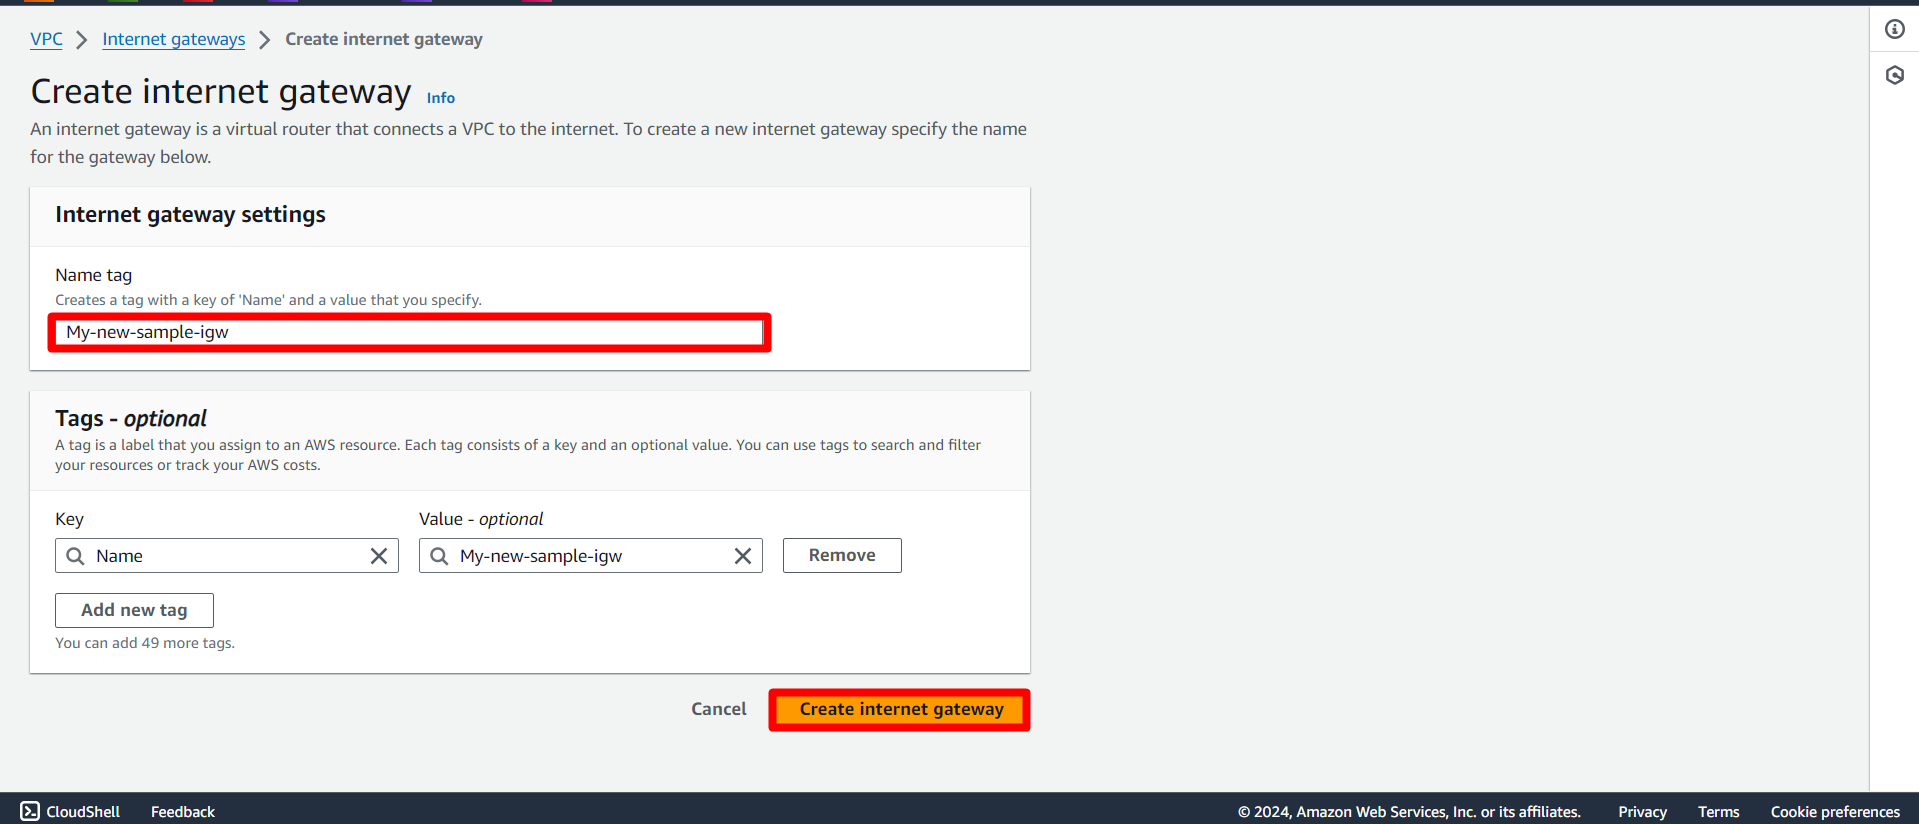 VPC > Internet gateways > Create internet gateway
Create internet gateway Info
An internet gateway is a virtual router that connects a VPC to the internet. To create a new internet gateway specify the name
for the gateway below.
Internet gateway settings
Name tag
Creates a tag with a key of 'Name' and a value that you specify.
My-new-sample-igw
Tags - optional
A tag is a label that you assign to an AWS resource. Each tag consists of a key and an optional value. You can use tags to search and filter
your resources or track your AWS costs.
Key Value - optional
Name My-new-sample-igw Remove
Add new tag
You can add 49 more tags.
Cancel Create internet gateway
CloudShell Feedback © 2024, Amazon Web Services, Inc. or its affiliates. Privacy Terms Cookie preferences